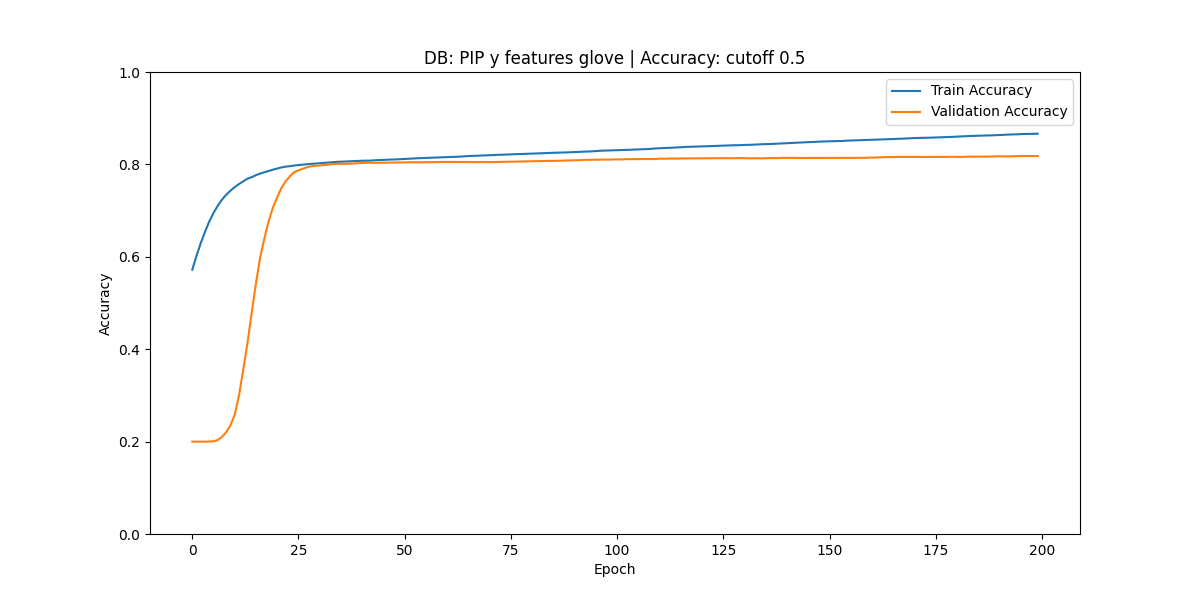 DB: PIP y features glove | Accuracy: cutoff 0.5
Train Accuracy
Validation Accuracy
Accuracy
1.0
0.8
0.6
0.4
0.2
0.0
0 25 50 75 100 125 150 175 200
Epoch